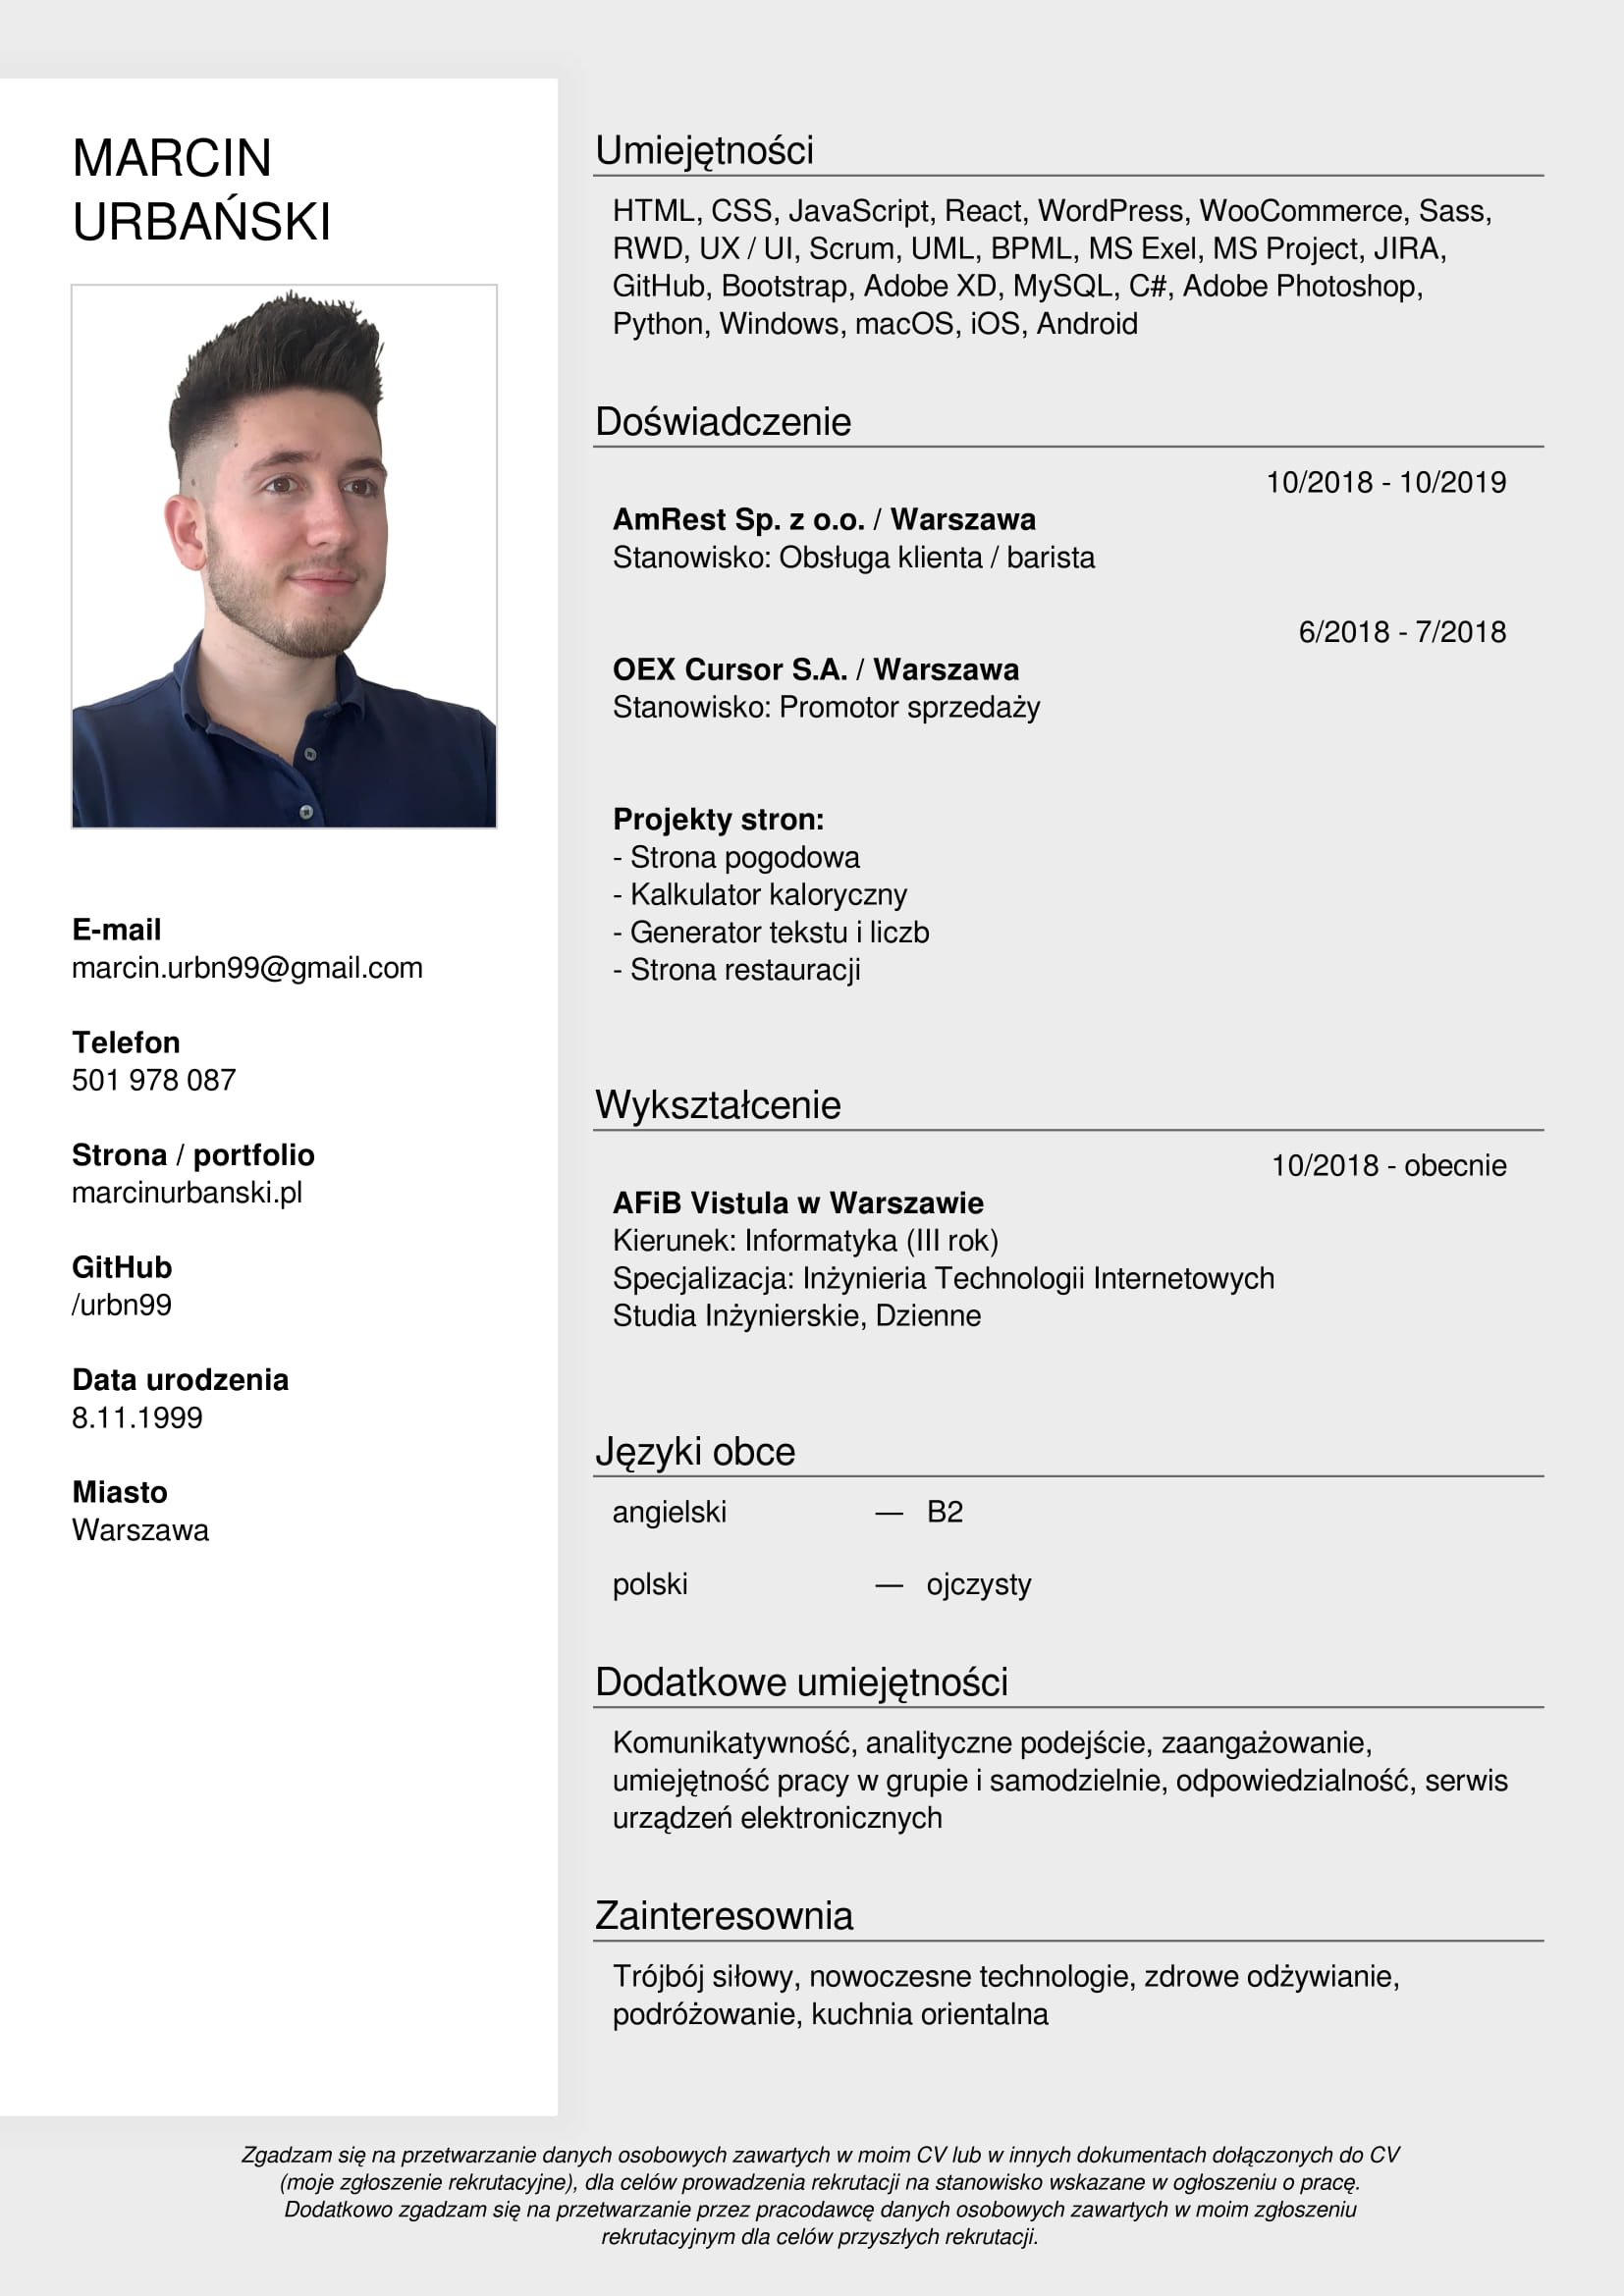 MARCIN
URBAŃSKI
E-mail
marcin.urbn99@gmail.com
Telefon
501 978 087
Strona / portfolio
marcinurbanski.pl
GitHub
/urbn99
Data urodzenia
8.11.1999
Miasto
Warszawa
Umiejętności
HTML, CSS, JavaScript, React, WordPress, WooCommerce, Sass,
RWD, UX / UI, Scrum, UML, BPML, MS Exel, MS Project, JIRA,
GitHub, Bootstrap, Adobe XD, MySQL, C#, Adobe Photoshop,
Python, Windows, macOS, iOS, Android
Doświadczenie
10/2018 - 10/2019
AmRest Sp. z o.o. / Warszawa
Stanowisko: Obsługa klienta / barista
6/2018 - 7/2018
OEX Cursor S.A. / Warszawa
Stanowisko: Promotor sprzedaży
Projekty stron:
- Strona pogodowa
- Kalkulator kaloryczny
- Generator tekstu i liczb
- Strona restauracji
Wykształcenie
10/2018 - obecnie
AFiB Vistula w Warszawie
Kierunek: Informatyka (III rok)
Specjalizacja: Inżynieria Technologii Internetowych
Studia Inżynierskie, Dzienne
Języki obce
angielski — B2
polski — ojczysty
Dodatkowe umiejętności
Komunikatywność, analityczne podejście, zaangażowanie,
umiejętność pracy w grupie i samodzielnie, odpowiedzialność, serwis
urządzeń elektronicznych
Zainteresownia
Trójbój siłowy, nowoczesne technologie, zdrowe odżywianie,
podróżowanie, kuchnia orientalna
Zgadzam się na przetwarzanie danych osobowych zawartych w moim CV lub w innych dokumentach dołączonych do CV
(moje zgłoszenie rekrutacyjne), dla celów prowadzenia rekrutacji na stanowisko wskazane w ogłoszeniu o pracę.
Dodatkowo zgadzam się na przetwarzanie przez pracodawcę danych osobowych zawartych w moim zgłoszeniu
rekrutacyjnym dla celów przyszłych rekrutacji.